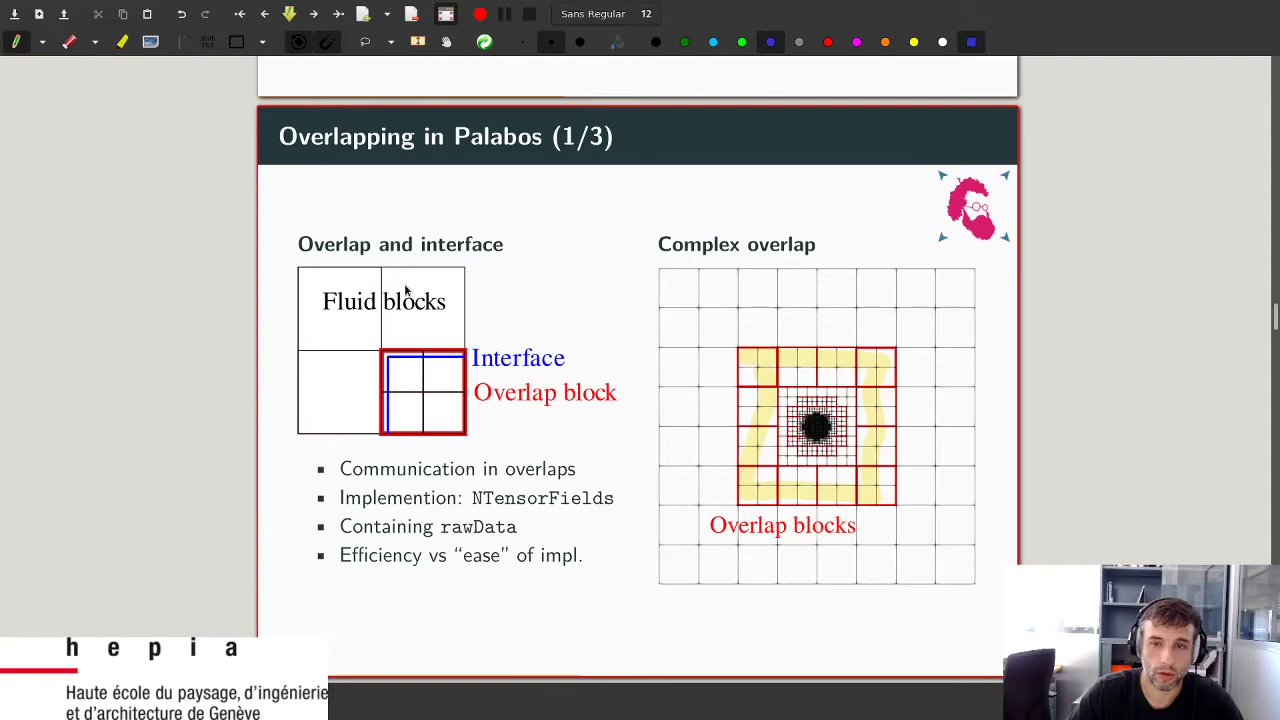 Sans Regular 12
Overlapping in Palabos (1/3)
Overlap and interface
Fluid blocks
Interface
Overlap block
Communication in overlaps
Implemention: NTensorFields
Containing rawData
Efficiency vs “ease” of impl.
Complex overlap
Overlap blocks
h e p i a
Haute école du paysage, d'ingénierie
et d'architecture de Genève